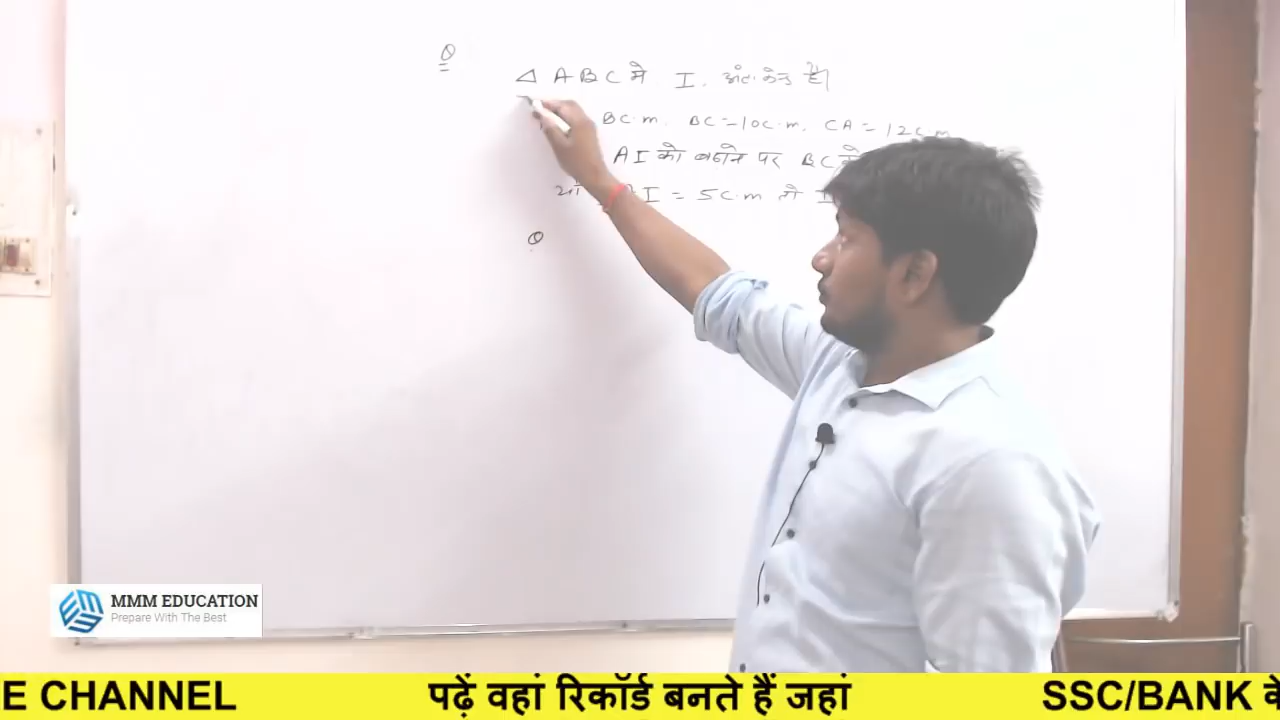 Q
△ ABC में I. अंतः केन्द्र है।
8C.m, BC=10C.m, CA = 12C.m
AI को बढ़ाने पर BC को
I = 5C.m तो
Q
MMM EDUCATION
Prepare With The Best
E CHANNEL पढ़ें वहां रिकॉर्ड बनते हैं जहां SSC/BANK के